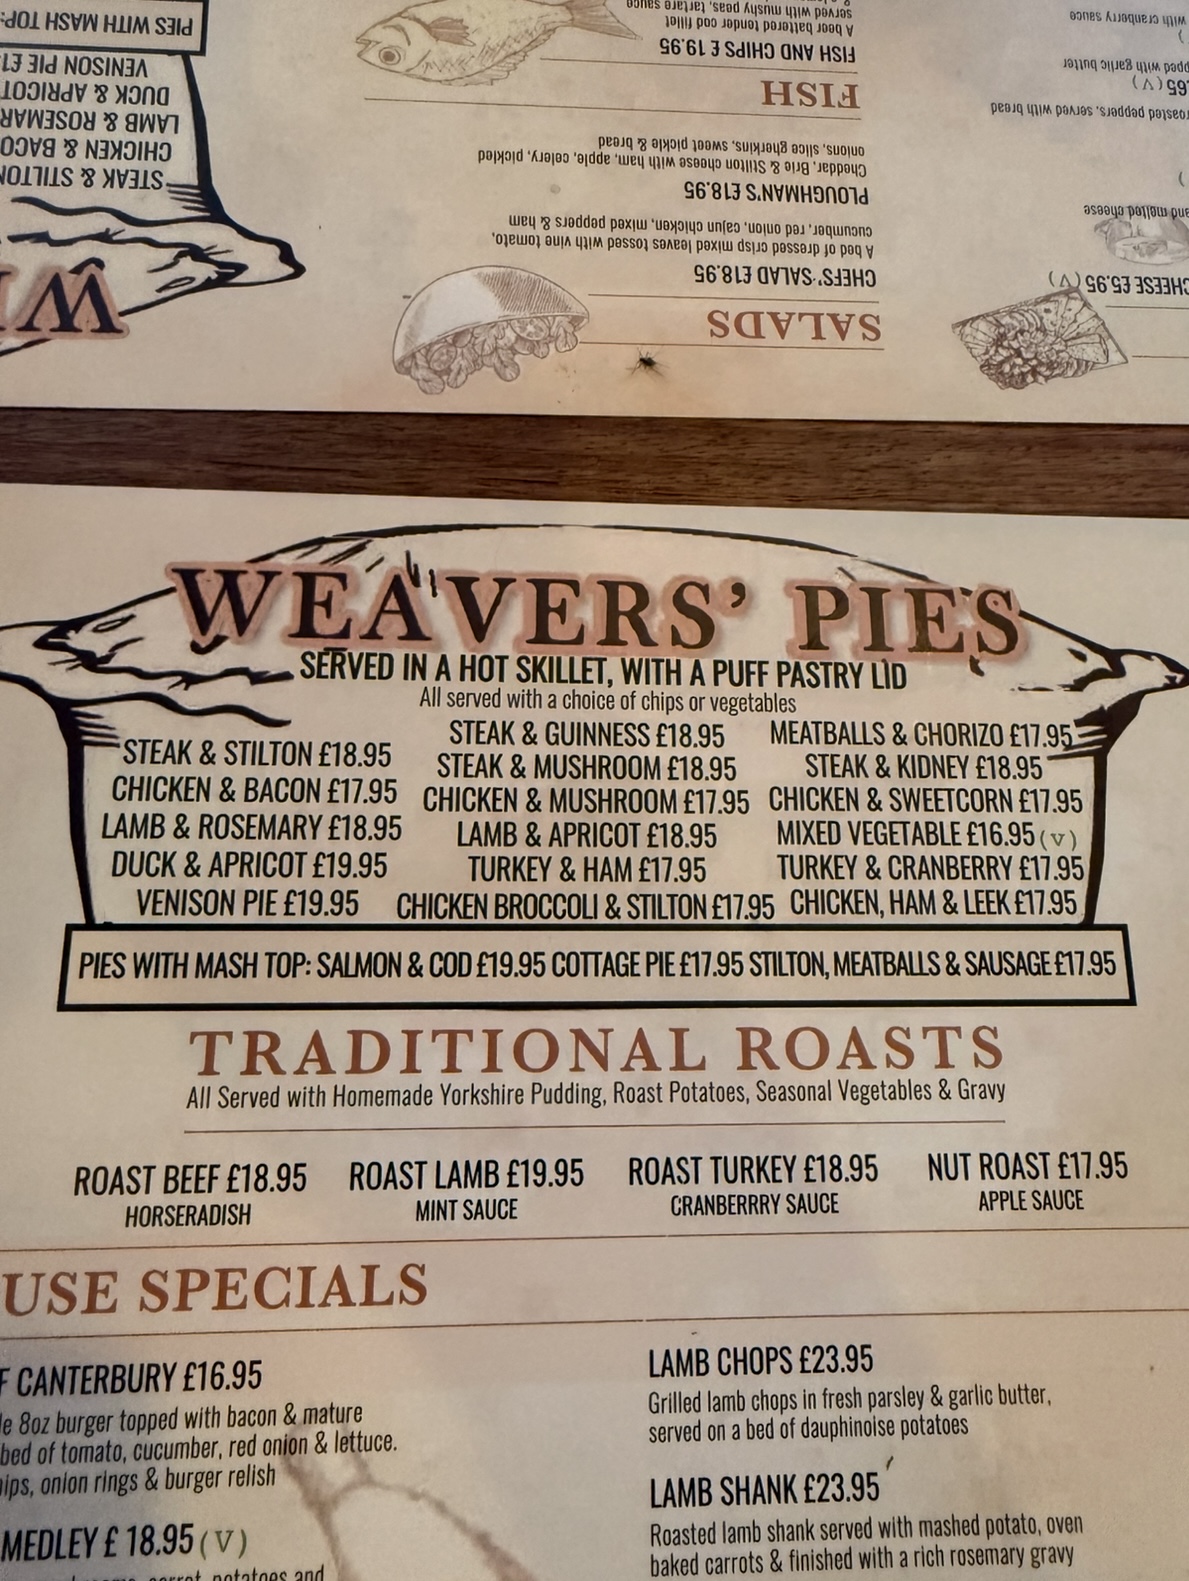 PIES WITH MASH TOP:
VENISON PIE
DUCK & APRICOT
LAMB & ROSEMARY
CHICKEN & BACON
STEAK & STILTON
served with mushy peas, tartare sauce
A beer battered tender cod fillet
FISH AND CHIPS £19.95
FISH
onions, slice gherkins, sweet pickle & bread
Cheddar, Brie & Stilton cheese with ham, apple, celery, pickled
PLOUGHMAN'S £18.95
cucumber, red onion, cajun chicken, mixed peppers & ham
A bed of dressed crisp mixed leaves tossed with vine tomato,
CHEFS'·SALAD £18.95
SALADS
with cranberry sauce
with garlic butter
(V)
roasted peppers, served with bread
and melted cheese
CHEESE £5.95 (V)
WEAVERS' PIES
SERVED IN A HOT SKILLET, WITH A PUFF PASTRY LID
All served with a choice of chips or vegetables
STEAK & STILTON £18.95
CHICKEN & BACON £17.95
LAMB & ROSEMARY £18.95
DUCK & APRICOT £19.95
VENISON PIE £19.95
STEAK & GUINNESS £18.95
STEAK & MUSHROOM £18.95
CHICKEN & MUSHROOM £17.95
LAMB & APRICOT £18.95
TURKEY & HAM £17.95
CHICKEN BROCCOLI & STILTON £17.95
MEATBALLS & CHORIZO £17.95
STEAK & KIDNEY £18.95
CHICKEN & SWEETCORN £17.95
MIXED VEGETABLE £16.95 (V)
TURKEY & CRANBERRY £17.95
CHICKEN, HAM & LEEK £17.95
PIES WITH MASH TOP: SALMON & COD £19.95 COTTAGE PIE £17.95 STILTON, MEATBALLS & SAUSAGE £17.95
TRADITIONAL ROASTS
All Served with Homemade Yorkshire Pudding, Roast Potatoes, Seasonal Vegetables & Gravy
ROAST BEEF £18.95
HORSERADISH
ROAST LAMB £19.95
MINT SAUCE
ROAST TURKEY £18.95
CRANBERRRY SAUCE
NUT ROAST £17.95
APPLE SAUCE
USE SPECIALS
F CANTERBURY £16.95
8oz burger topped with bacon & mature
bed of tomato, cucumber, red onion & lettuce.
onion rings & burger relish
MEDLEY £ 18.95 (V)
carrot, potatoes and
LAMB CHOPS £23.95
Grilled lamb chops in fresh parsley & garlic butter,
served on a bed of dauphinoise potatoes
LAMB SHANK £23.95
Roasted lamb shank served with mashed potato, oven
baked carrots & finished with a rich rosemary gravy